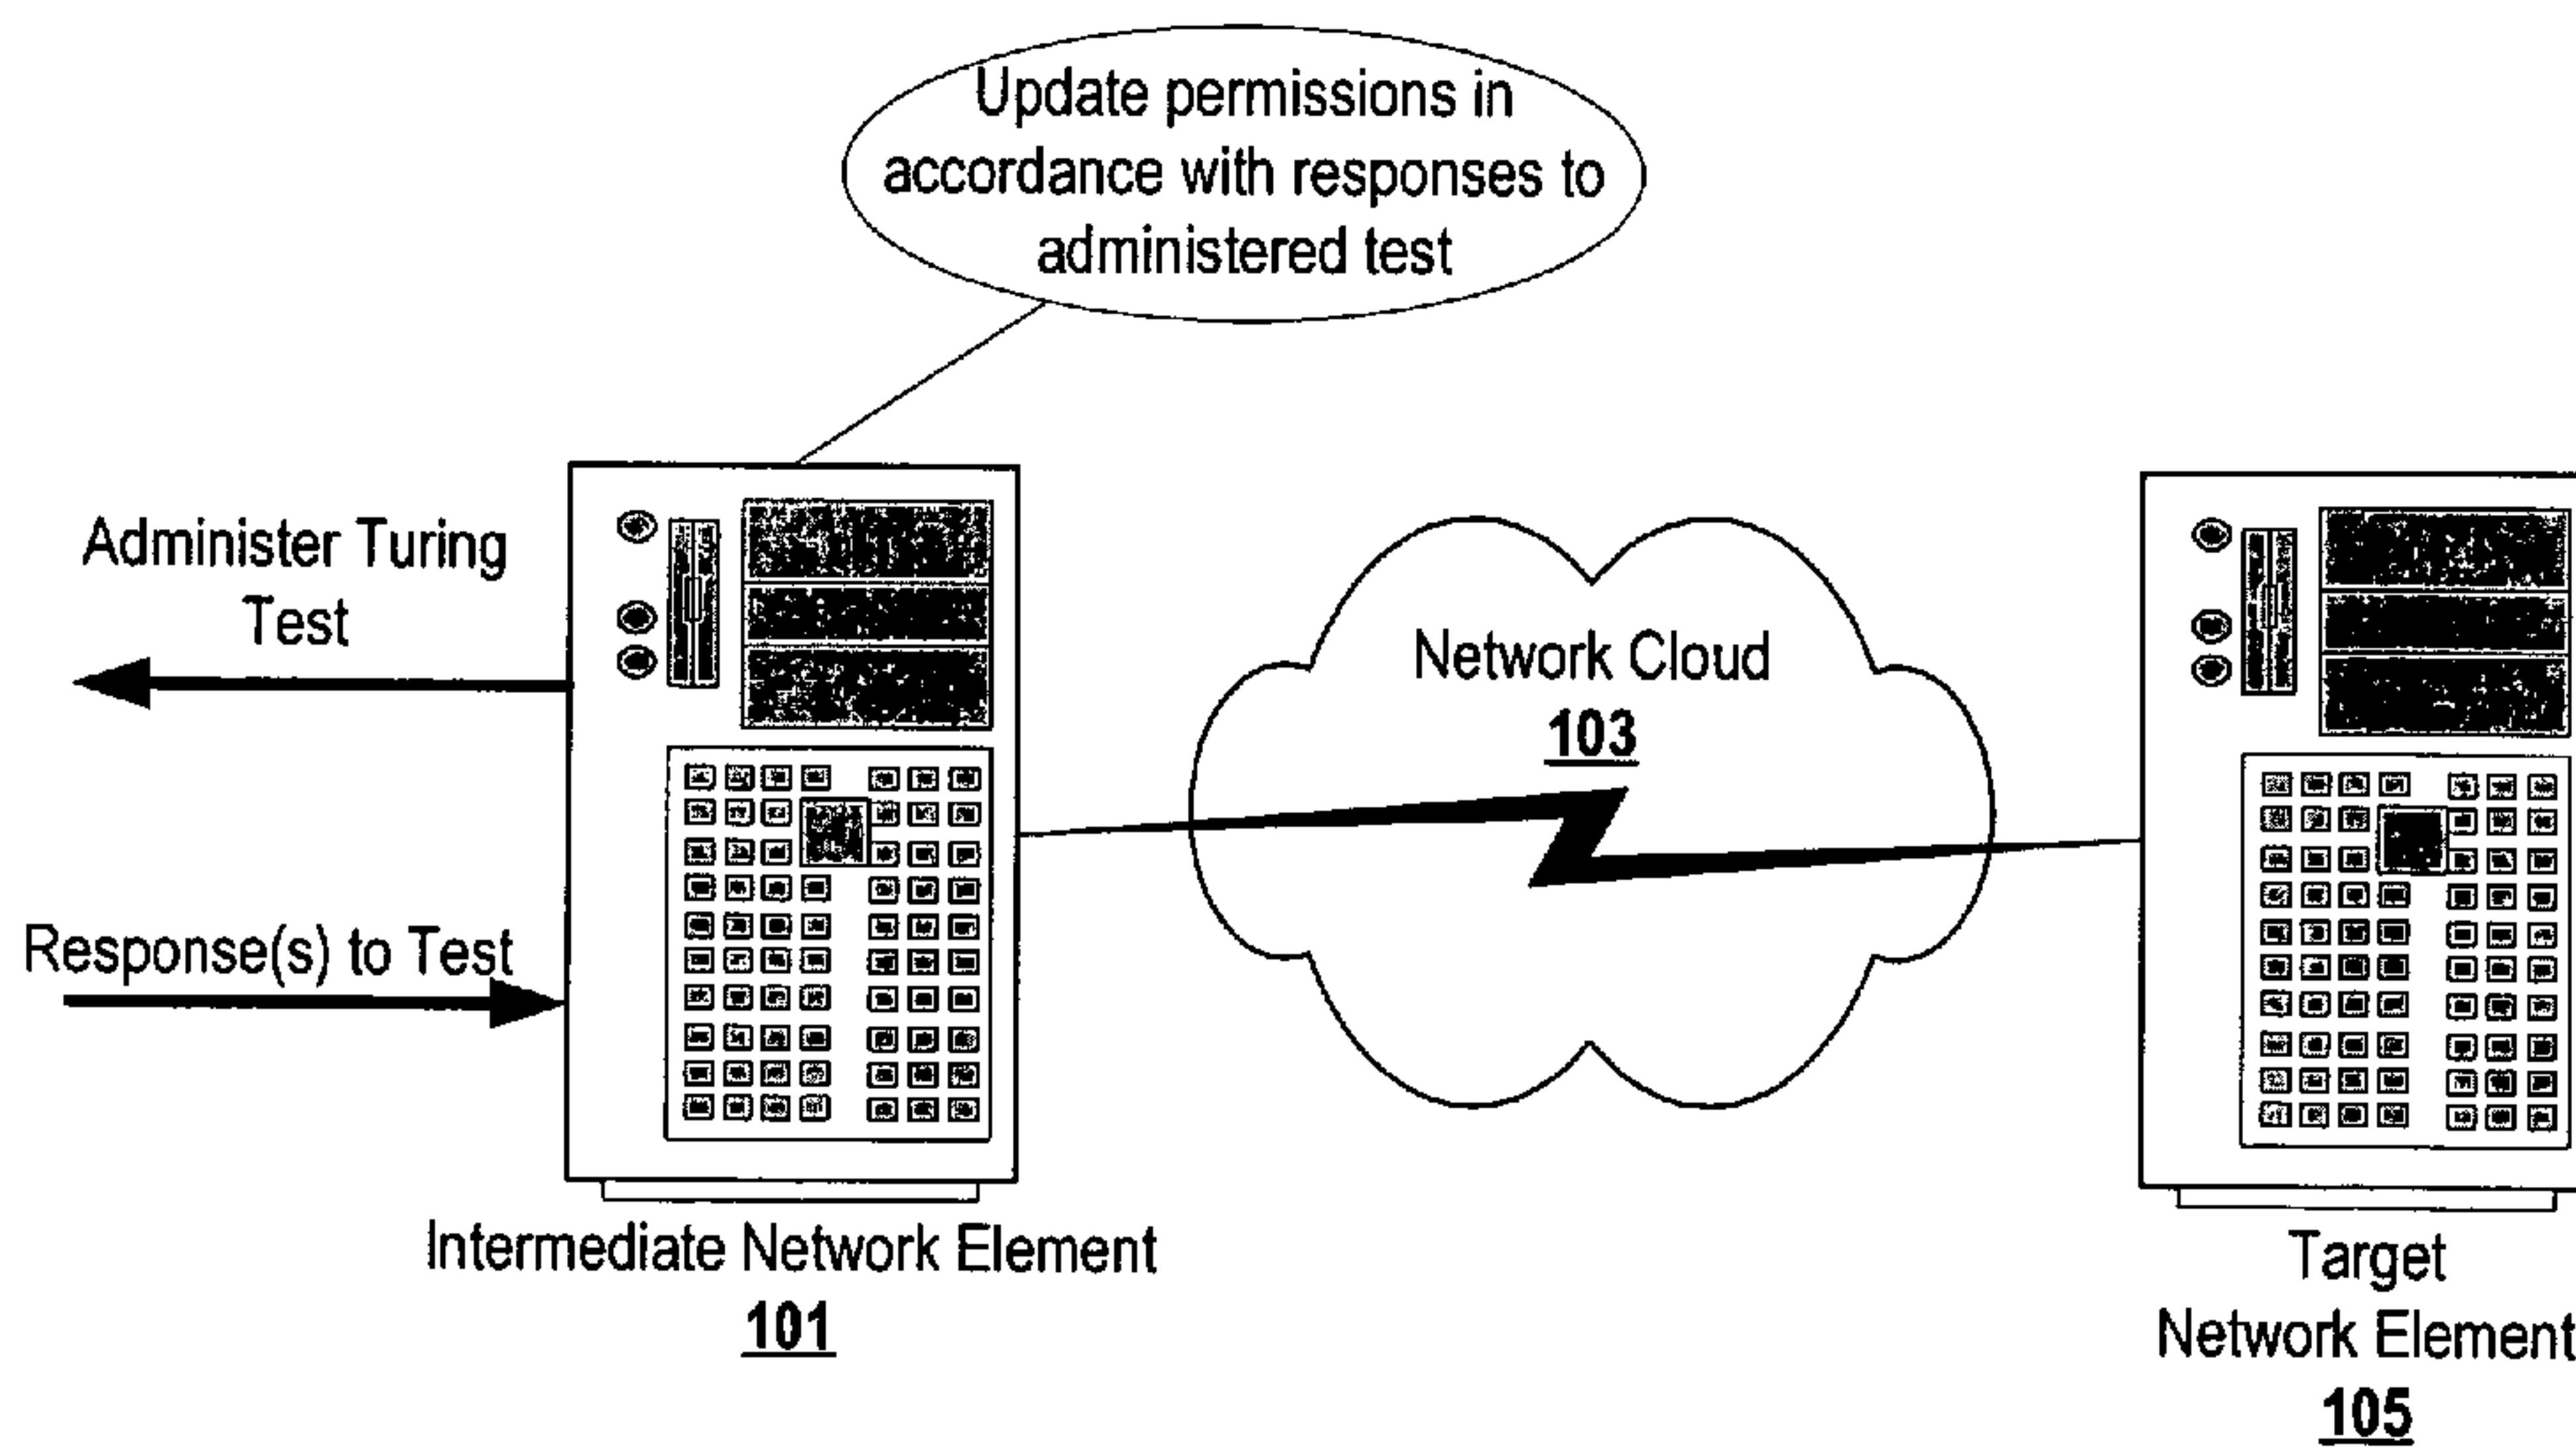 Update permissions in
accordance with responses to
administered test
Administer Turing
Test
Response(s) to Test
Network Cloud
103
Intermediate Network Element
101
Target
Network Element
105